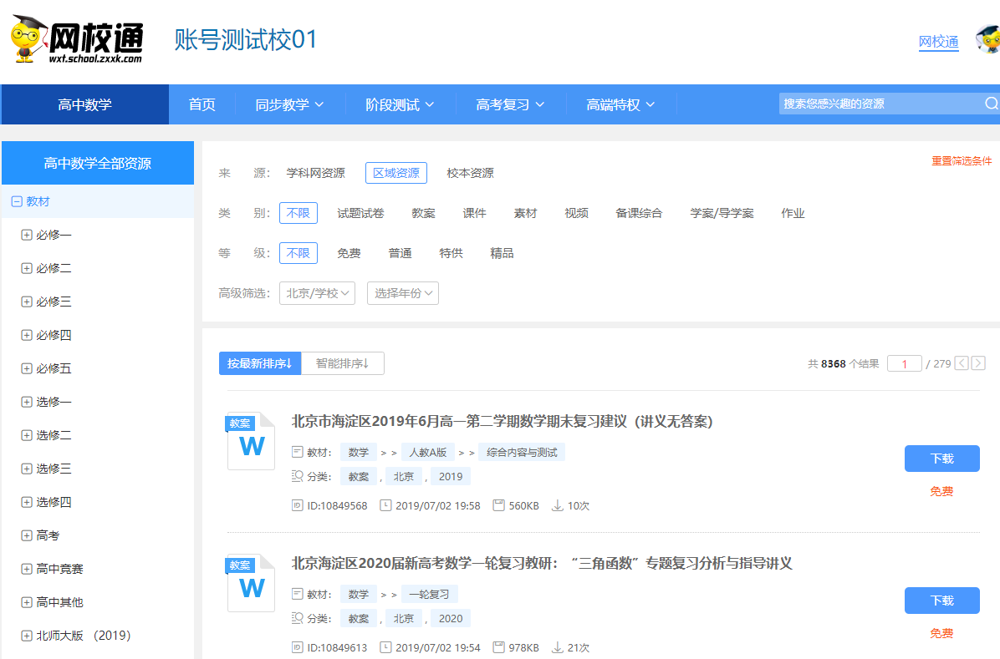 网校通
wxt.school.zxxk.com
账号测试校01
网校通
高中数学 首页 同步教学 阶段测试 高考复习 高端特权 搜索您感兴趣的资源
高中数学全部资源
教材
必修一
必修二
必修三
必修四
必修五
选修一
选修二
选修三
选修四
高考
高中竞赛
高中其他
北师大版 （2019）
重置筛选条件
来 源： 学科网资源 区域资源 校本资源
类 别： 不限 试题试卷 教案 课件 素材 视频 备课综合 学案/导学案 作业
等 级： 不限 免费 普通 特供 精品
高级筛选： 北京/学校 选择年份
按最新排序↓ 智能排序↓ 共 8368 个结果 1 / 279 < >
教案
W
北京市海淀区2019年6月高一第二学期数学期末复习建议（讲义无答案）
教材： 数学 > > 人教A版 > > 综合内容与测试
分类： 教案 , 北京 , 2019
ID:10849568 2019/07/02 19:58 560KB 10次
下载
免费
教案
W
北京海淀区2020届新高考数学一轮复习教研：“三角函数”专题复习分析与指导讲义
教材： 数学 > > 一轮复习
分类： 教案 , 北京 , 2020
ID:10849613 2019/07/02 19:54 978KB 21次
下载
免费